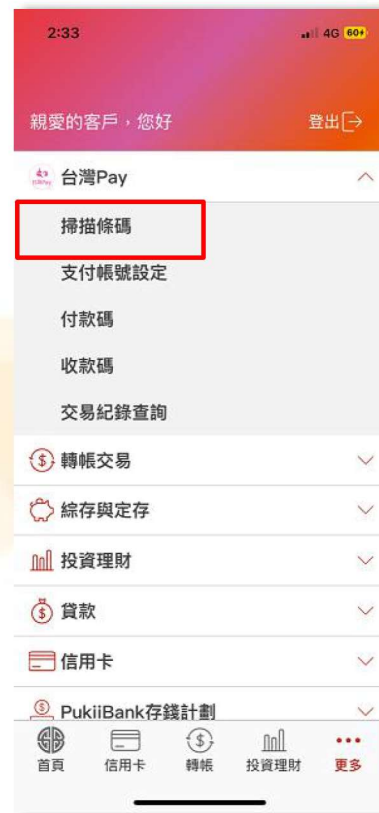 2:33 4G 60+
親愛的客戶，您好 登出
台灣Pay
掃描條碼
支付帳號設定
付款碼
收款碼
交易紀錄查詢
轉帳交易
綜存與定存
投資理財
貸款
信用卡
PukiiBank存錢計劃
首頁 信用卡 轉帳 投資理財 更多